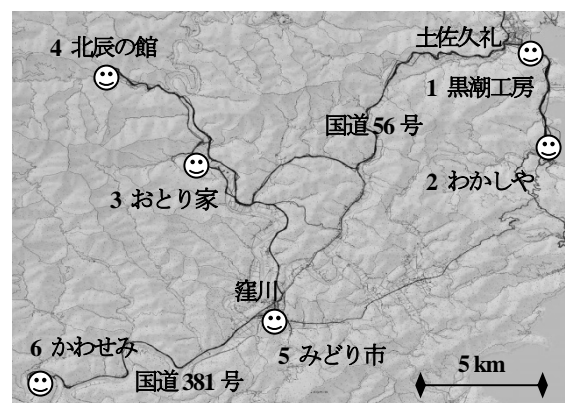 土佐久礼
4 北辰の館
1 黒潮工房
国道56号
2 わかしや
3 おとり家
窪川
6 かわせみ
5 みどり市
国道381号
5 km